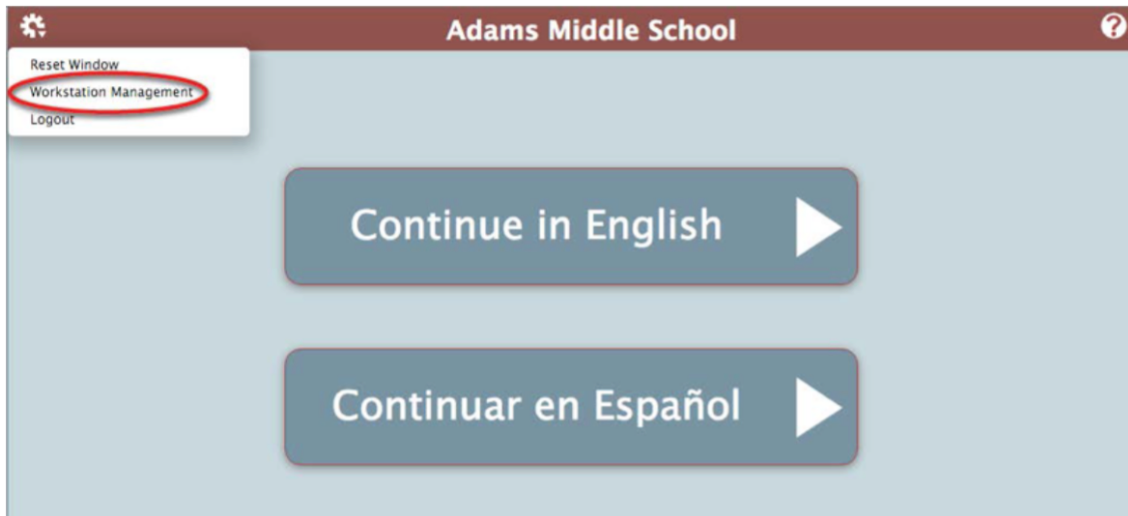 Adams Middle School
?
Reset Window
Workstation Management
Logout
Continue in English
Continuar en Español